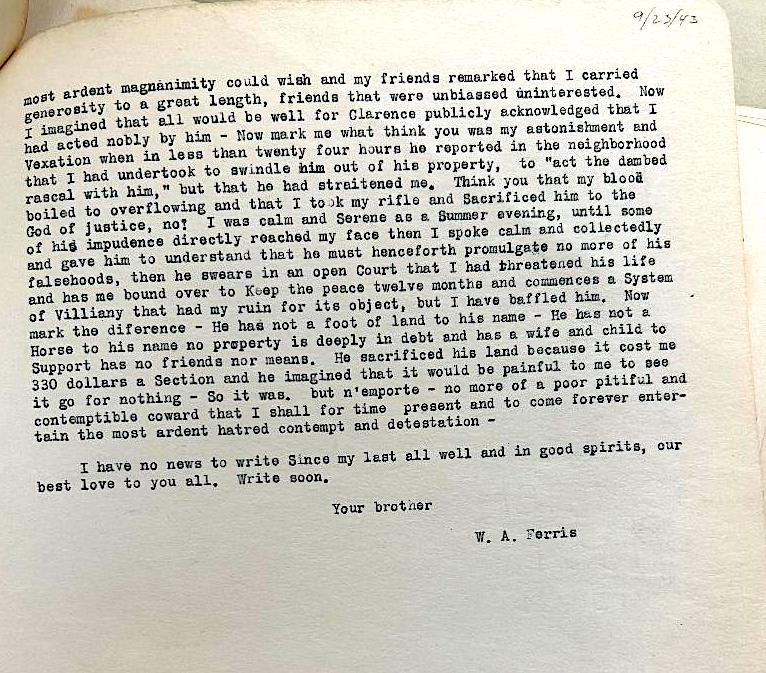 9/23/43
most ardent magnanimity could wish and my friends remarked that I carried
generosity to a great length, friends that were unbiassed uninterested. Now
I imagined that all would be well for Clarence publicly acknowledged that I
had acted nobly by him - Now mark me what think you was my astonishment and
Vexation when in less than twenty four hours he reported in the neighborhood
that I had undertook to swindle him out of his property, to "act the dambed
rascal with him," but that he had straitened me. Think you that my blood
boiled to overflowing and that I took my rifle and Sacrificed him to the
God of justice, no! I was calm and Serene as a Summer evening, until some
of his impudence directly reached my face then I spoke calm and collectedly
and gave him to understand that he must henceforth promulgate no more of his
falsehoods, then he swears in an open Court that I had threatened his life
and has me bound over to Keep the peace twelve months and commences a System
of Villiany that had my ruin for its object, but I have baffled him. Now
mark the diference - He has not a foot of land to his name - He has not a
Horse to his name no property is deeply in debt and has a wife and child to
Support has no friends nor means. He sacrificed his land because it cost me
330 dollars a Section and he imagined that it would be painful to me to see
it go for nothing - So it was. but n'emporte - no more of a poor pitiful and
contemptible coward that I shall for time present and to come forever enter-
tain the most ardent hatred contempt and detestation -
I have no news to write Since my last all well and in good spirits, our
best love to you all. Write soon.
Your brother
W. A. Ferris